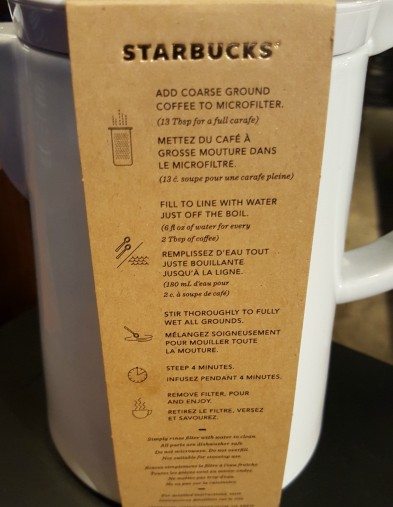 STARBUCKS
ADD COARSE GROUND
COFFEE TO MICROFILTER.
(13 Tbsp for a full carafe)
METTEZ DU CAFÉ À
GROSSE MOUTURE DANS
LE MICROFILTRE.
(13 c. soupe pour une carafe pleine)
FILL TO LINE WITH WATER
JUST OFF THE BOIL.
(6 fl oz of water for every
2 Tbsp of coffee)
REMPLISSEZ D'EAU TOUT
JUSTE BOUILLANTE
JUSQU'À LA LIGNE.
(180 mL d'eau pour
2 c. à soupe de café)
STIR THOROUGHLY TO FULLY
WET ALL GROUNDS.
MÉLANGEZ SOIGNEUSEMENT
POUR MOUILLER TOUTE
LA MOUTURE.
STEEP 4 MINUTES.
INFUSEZ PENDANT 4 MINUTES.
REMOVE FILTER, POUR
AND ENJOY.
RETIREZ LE FILTRE, VERSEZ
ET SAVOUREZ.
Simply rinse filter with water to clean.
All parts are dishwasher safe.
Do not microwave. Do not overfill.
Not suitable for stovetop use.